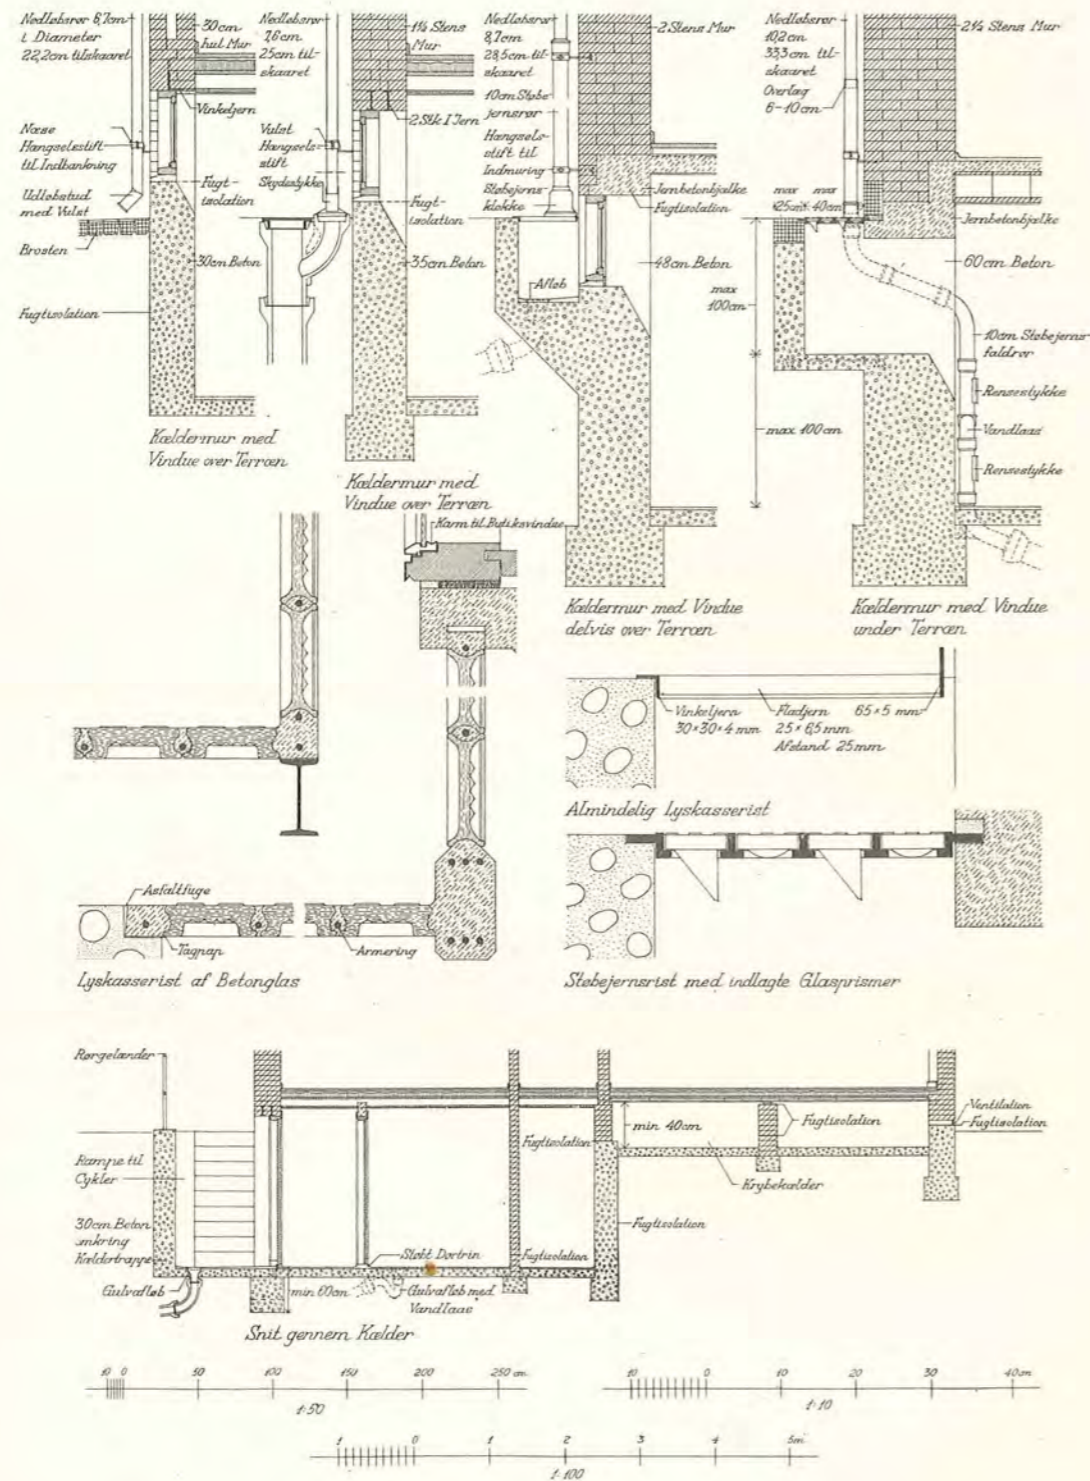 Nedløbsrør 6,7cm
i Diameter
22,2cm tilskaaret
30cm
hul Mur
Vinkeljern
Næse
Hængselsstift
til Indbankning
Udløbstud
med Vulst
Brosten
Fugtisolation
Fugt-
isolation
30cm Beton
Kældermur med
Vindue over Terræn
Nedløbsrør
7,6cm
25cm til-
skaaret
1½ Stens
Mur
2 Stk I Jern
Vulst
Hængsels-
stift
Skydestykke
Fugt-
isolation
35cm Beton
Kældermur med
Vindue over Terræn
Nedløbsrør
8,7cm
28,5cm til-
skaaret
10cm Støbe-
jernsrør
Hængsels-
stift til
Indmuring
Støbejerns-
klokke
2 Stens Mur
Jernbetonbjælke
Fugtisolation
48cm Beton
Afløb
max
100cm
max 100cm
Kældermur med Vindue
delvis over Terræn
Nedløbsrør
10,2cm
33,3cm til-
skaaret
Overlæg
6-10cm
2½ Stens Mur
max max
25cm 40cm
Jernbetonbjælke
60cm Beton
10cm Støbejerns-
faldrør
Rensestykke
Vandlaas
Rensestykke
Kældermur med Vindue
under Terræn
Karm til Butiksvindue
Asfaltfuge
Tagpap
Armering
Lyskasserist af Betonglas
Vinkeljern
30×30×4 mm
Fladjern
25×6,5mm
Afstand 25mm
65×5 mm
Almindelig Lyskasserist
Støbejernsrist med indlagte Glasprismer
Rørgelænder
Rampe til
Cykler
30cm Beton
omkring
Kældertrappe
Gulvafløb
min 60cm
Støbt Dørtrin
Gulvafløb med
Vandlaas
Fugtisolation
Fugtisolation
Fugtisolation
min 40cm
Fugtisolation
Krybekælder
Ventilation
Fugtisolation
Snit gennem Kælder
10 0 50 100 150 200 250 cm
1:50
10 0 10 20 30 40cm
1:10
1 0 1 2 3 4 5m
1:100